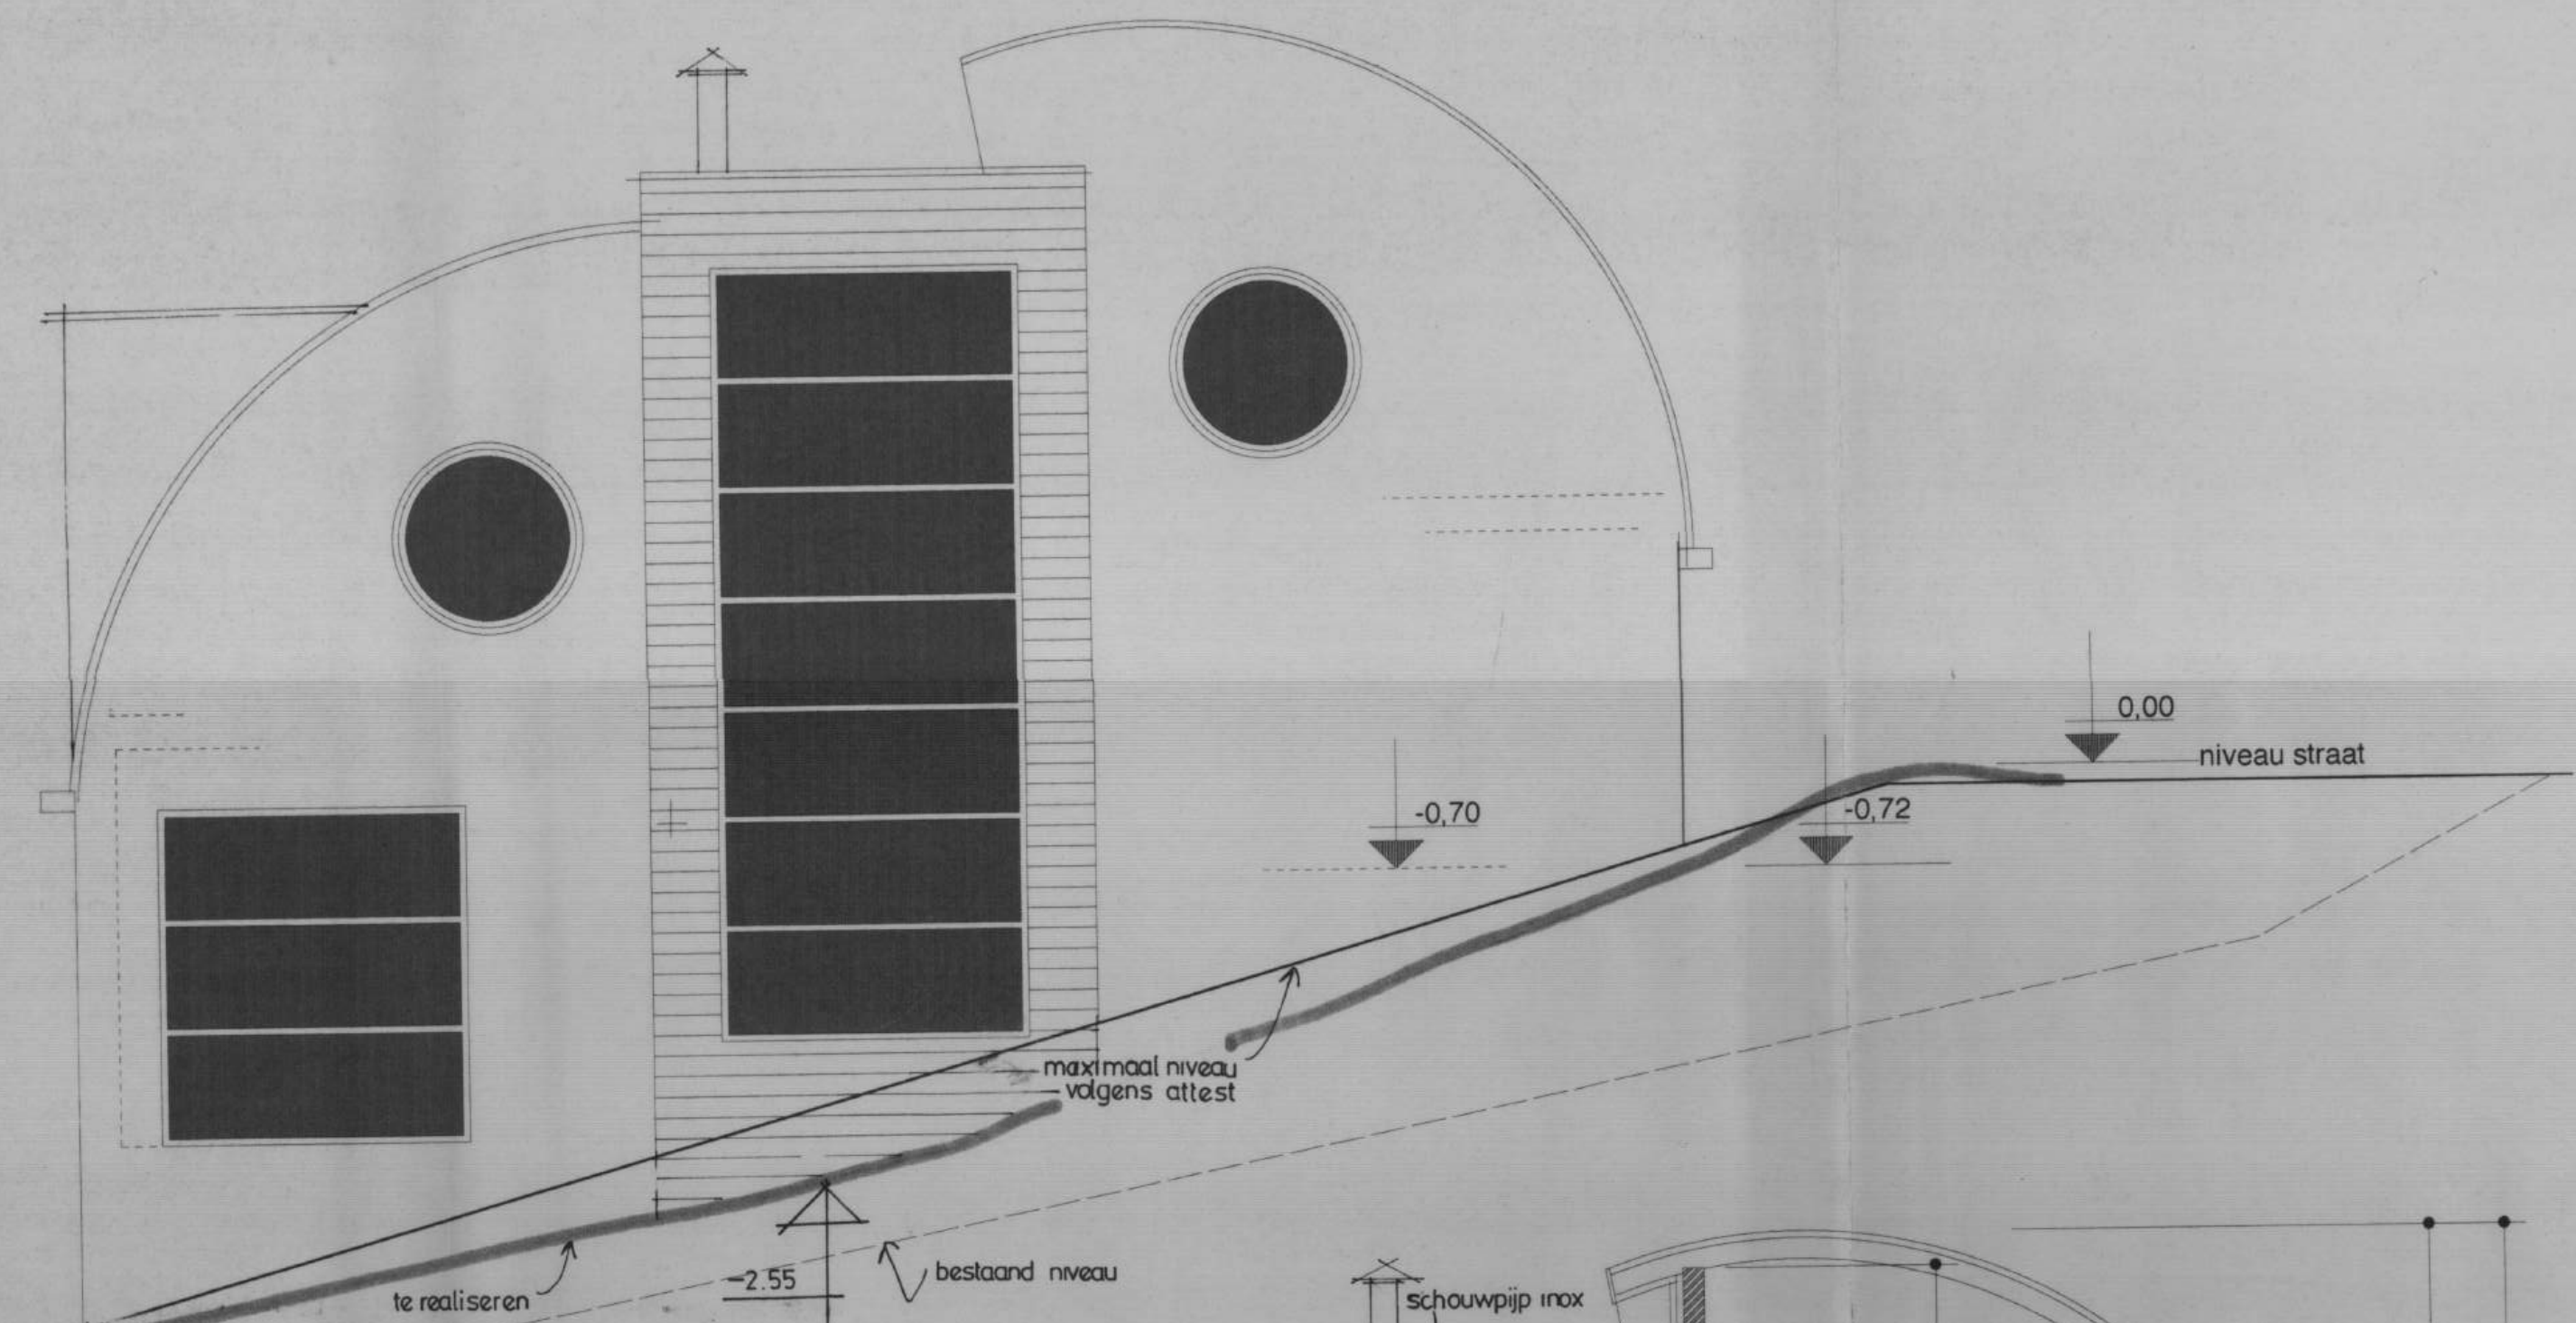 0,00
niveau straat
-0,70
-0,72
maximaal niveau
volgens attest
-2.55
bestaand niveau
te realiseren
schouwpijp inox